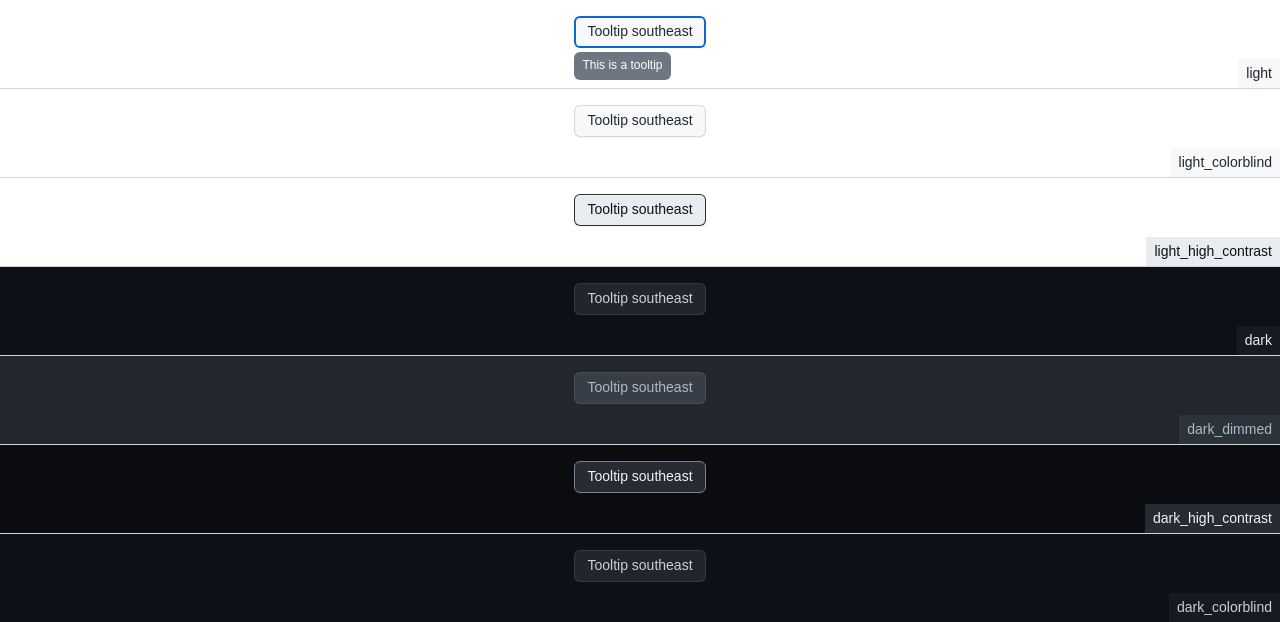 Tooltip southeast
This is a tooltip
light
Tooltip southeast
light_colorblind
Tooltip southeast
light_high_contrast
Tooltip southeast
dark
Tooltip southeast
dark_dimmed
Tooltip southeast
dark_high_contrast
Tooltip southeast
dark_colorblind